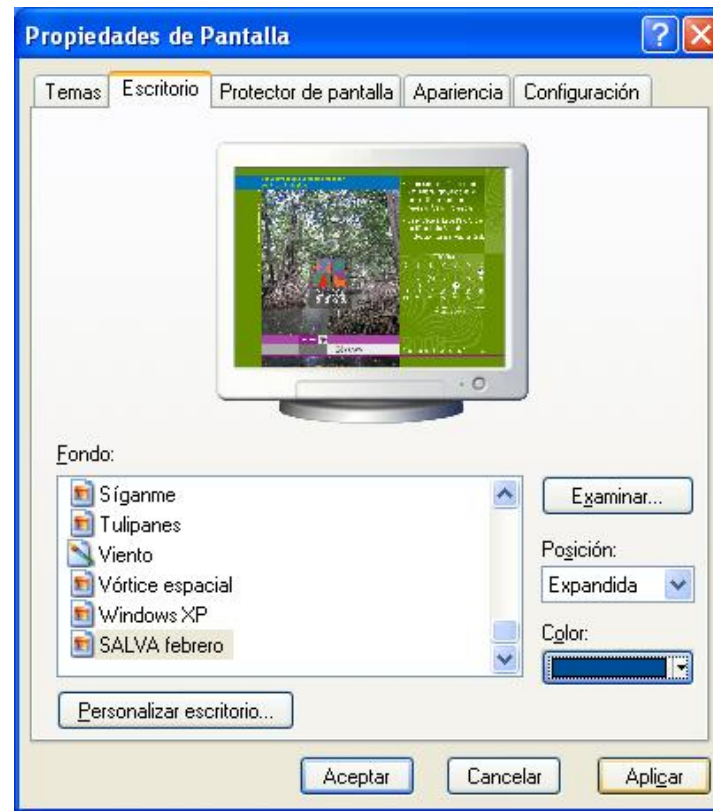 Propiedades de Pantalla
Temas Escritorio Protector de pantalla Apariencia Configuración
Fondo:
Síganme
Tulipanes
Viento
Vórtice espacial
Windows XP
SALVA febrero
Examinar...
Posición:
Expandida
Color:
Personalizar escritorio...
Aceptar Cancelar Aplicar